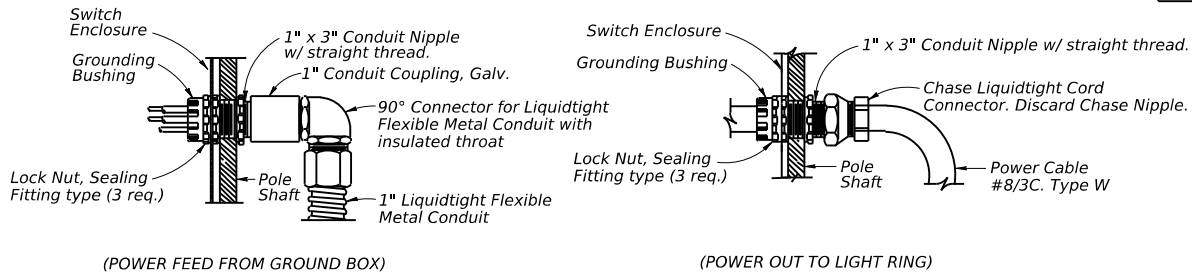 Switch
Enclosure
Grounding
Bushing
1" x 3" Conduit Nipple
w/ straight thread.
1" Conduit Coupling, Galv.
90° Connector for Liquidtight
Flexible Metal Conduit with
insulated throat
Lock Nut, Sealing
Fitting type (3 req.)
Pole
Shaft
1" Liquidtight Flexible
Metal Conduit
(POWER FEED FROM GROUND BOX)
Switch Enclosure
Grounding Bushing
1" x 3" Conduit Nipple w/ straight thread.
Chase Liquidtight Cord
Connector. Discard Chase Nipple.
Lock Nut, Sealing
Fitting type (3 req.)
Pole
Shaft
Power Cable
#8/3C. Type W
(POWER OUT TO LIGHT RING)